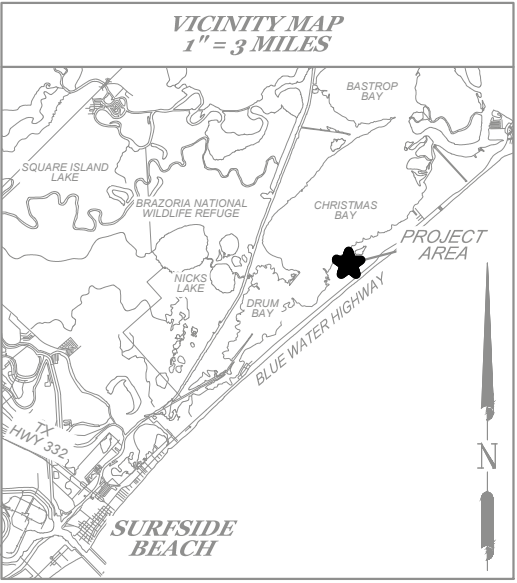 VICINITY MAP
1" = 3 MILES
BASTROP
BAY
SQUARE ISLAND
LAKE
BRAZORIA NATIONAL
WILDLIFE REFUGE
CHRISTMAS
BAY
PROJECT
AREA
NICKS
LAKE
DRUM
BAY
BLUE WATER HIGHWAY
TX
HWY 332
N
SURFSIDE
BEACH